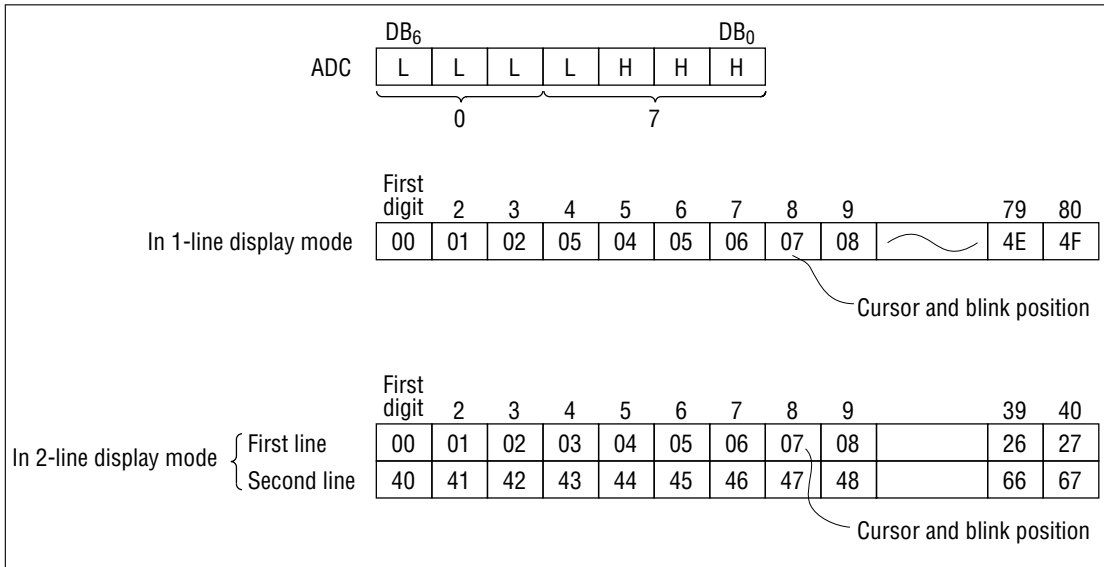 DB6 DB0
ADC L L L L H H H
0 7
First
digit 2 3 4 5 6 7 8 9 79 80
In 1-line display mode 00 01 02 05 04 05 06 07 08 4E 4F
Cursor and blink position
First
digit 2 3 4 5 6 7 8 9 39 40
In 2-line display mode First line 00 01 02 03 04 05 06 07 08 26 27
Second line 40 41 42 43 44 45 46 47 48 66 67
Cursor and blink position